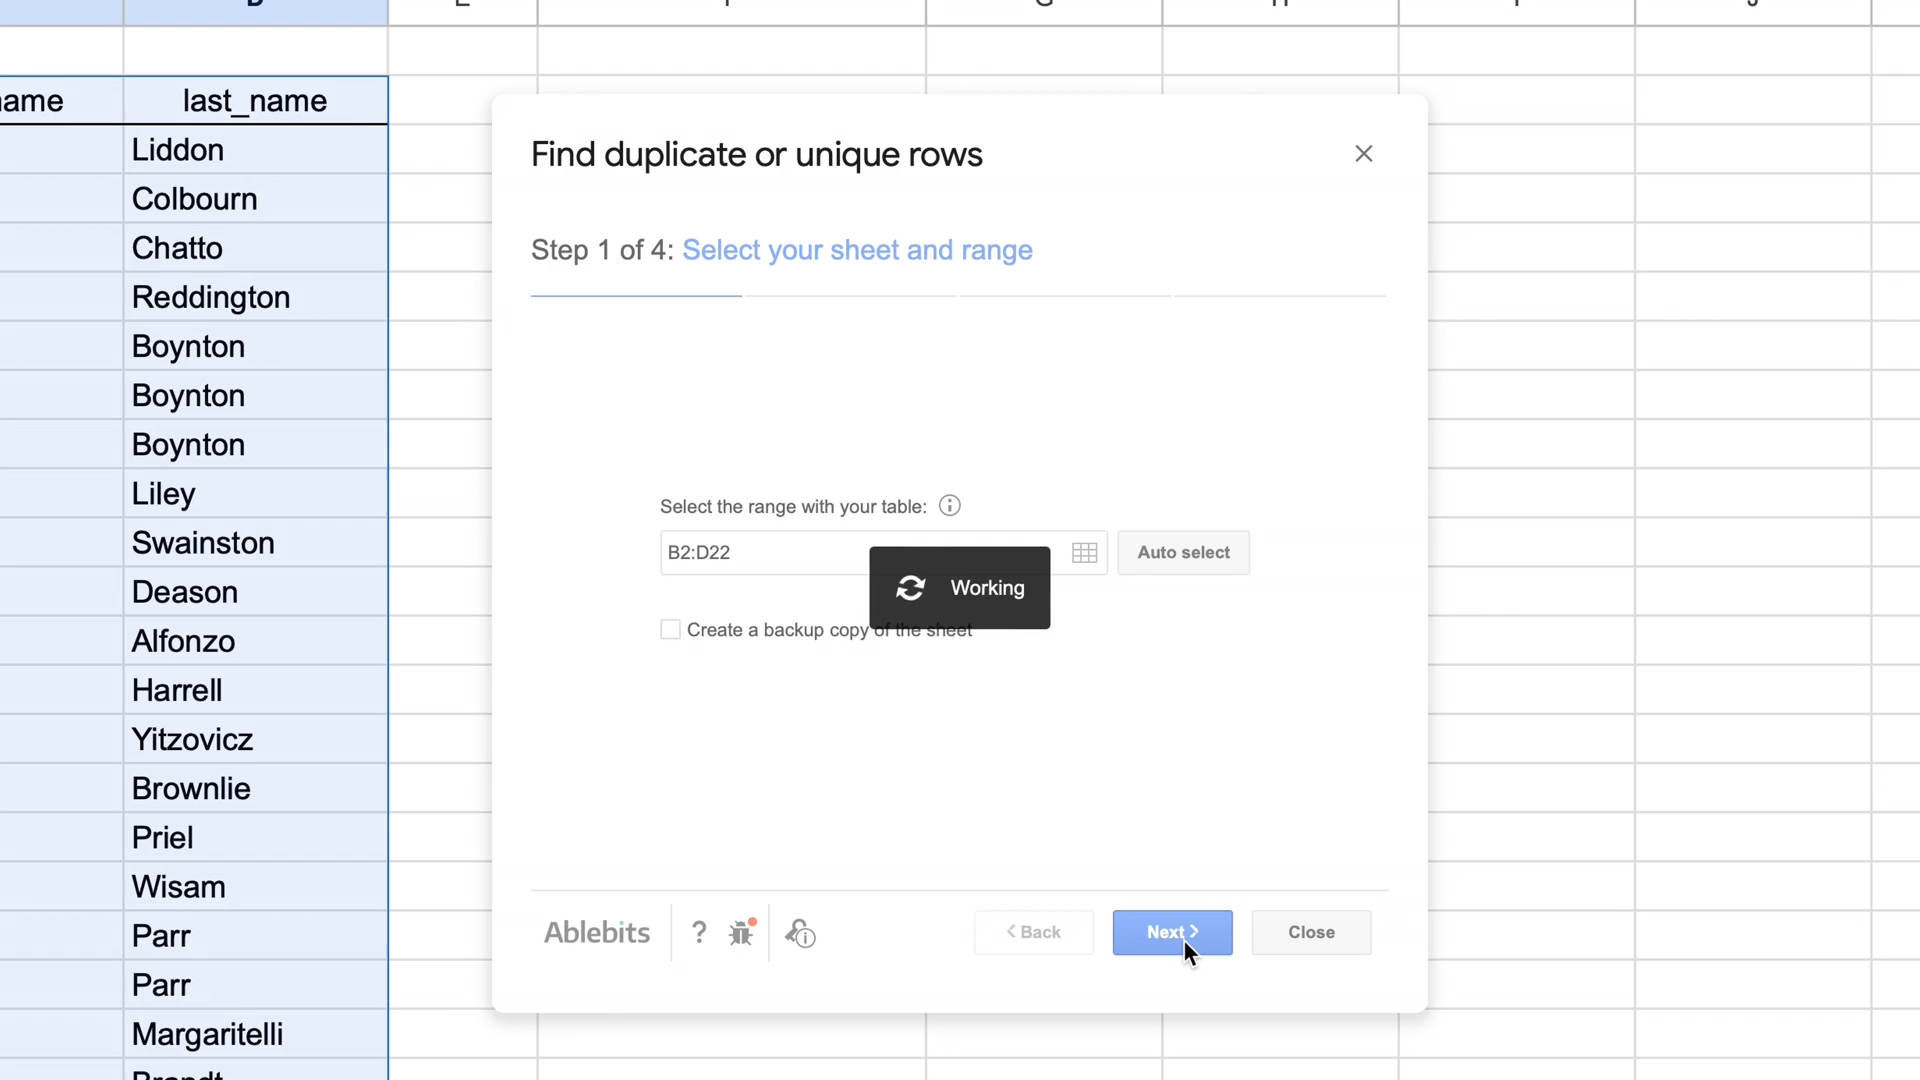 last_name
Liddon
Colbourn
Chatto
Reddington
Boynton
Boynton
Boynton
Liley
Swainston
Deason
Alfonzo
Harrell
Yitzovicz
Brownlie
Priel
Wisam
Parr
Parr
Margaritelli
Find duplicate or unique rows
Step 1 of 4: Select your sheet and range
Select the range with your table:
B2:D22
Auto select
Working
Create a backup copy of the sheet
Ablebits
?
Back
Next
Close